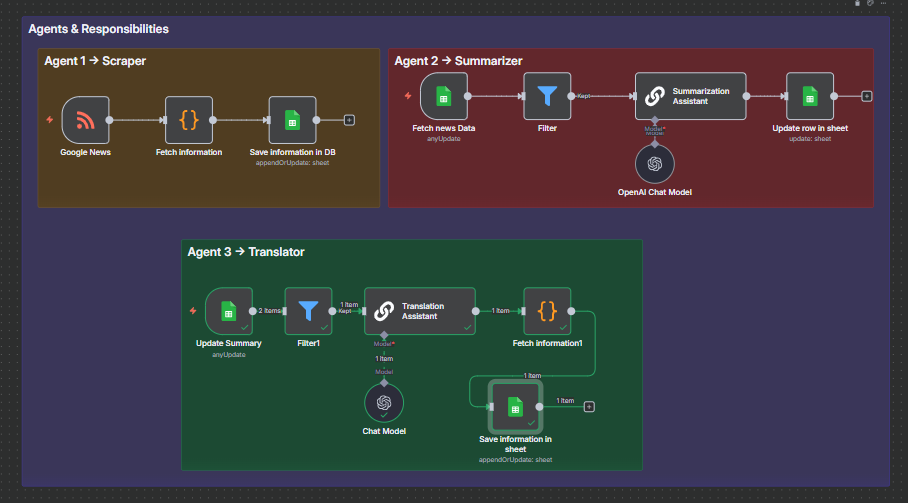 Agents & Responsibilities
Agent 1 → Scraper
Google News
{}
Fetch information
Save information in DB
appendOrUpdate: sheet
Agent 2 → Summarizer
Fetch news Data
anyUpdate
Filter
Kept
Summarization
Assistant
Model*
Model
OpenAI Chat Model
Update row in sheet
update: sheet
Agent 3 → Translator
Update Summary
anyUpdate
2 items
Filter1
1 item
Kept
Translation
Assistant
Model*
1 item
Model
Chat Model
1 item
{}
Fetch information1
1 item
Save information in
sheet
appendOrUpdate: sheet
1 item